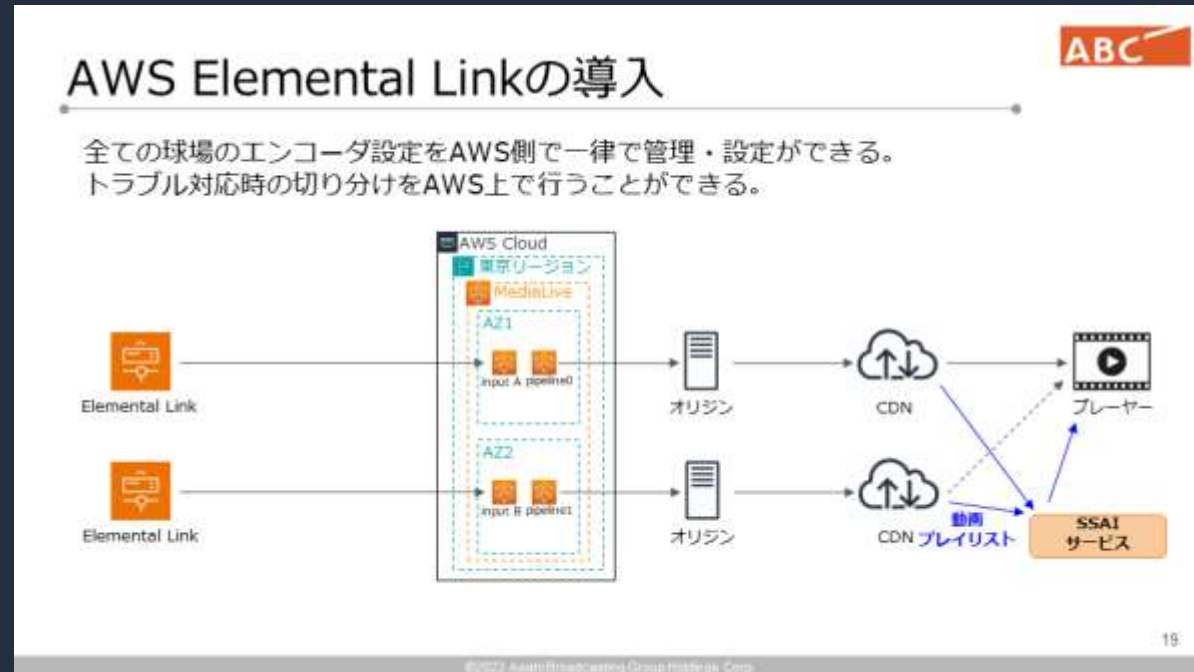 ABC
AWS Elemental Linkの導入
全ての球場のエンコーダ設定をAWS側で一律で管理・設定ができる。
トラブル対応時の切り分けをAWS上で行うことができる。
AWS Cloud
東京リージョン
MediaLive
AZ1
input A pipeline0
Elemental Link
オリジン
CDN
プレーヤー
AZ2
input B pipeline1
Elemental Link
オリジン
CDN
動画
プレイリスト
SSAI
サービス
19
©2023 Asahi Broadcasting Group Holdings Corp.